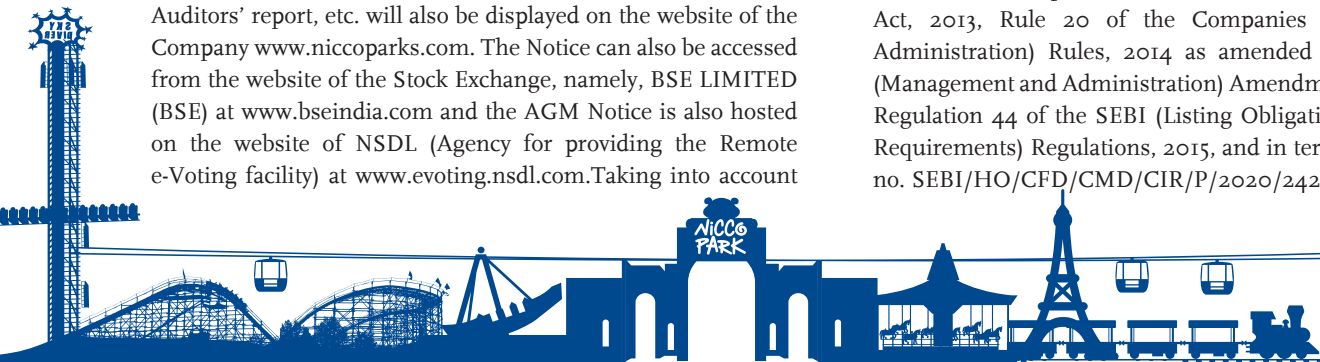 Auditors’ report, etc. will also be displayed on the website of the
Company www.niccoparks.com. The Notice can also be accessed
from the website of the Stock Exchange, namely, BSE LIMITED
(BSE) at www.bseindia.com and the AGM Notice is also hosted
on the website of NSDL (Agency for providing the Remote
e-Voting facility) at www.evoting.nsdl.com.Taking into account
Act, 2013, Rule 20 of the Companies
Administration) Rules, 2014 as amended
(Management and Administration) Amendm
Regulation 44 of the SEBI (Listing Obligati
Requirements) Regulations, 2015, and in ter
no. SEBI/HO/CFD/CMD/CIR/P/2020/242
SKY
DIVER
NICCO
PARK